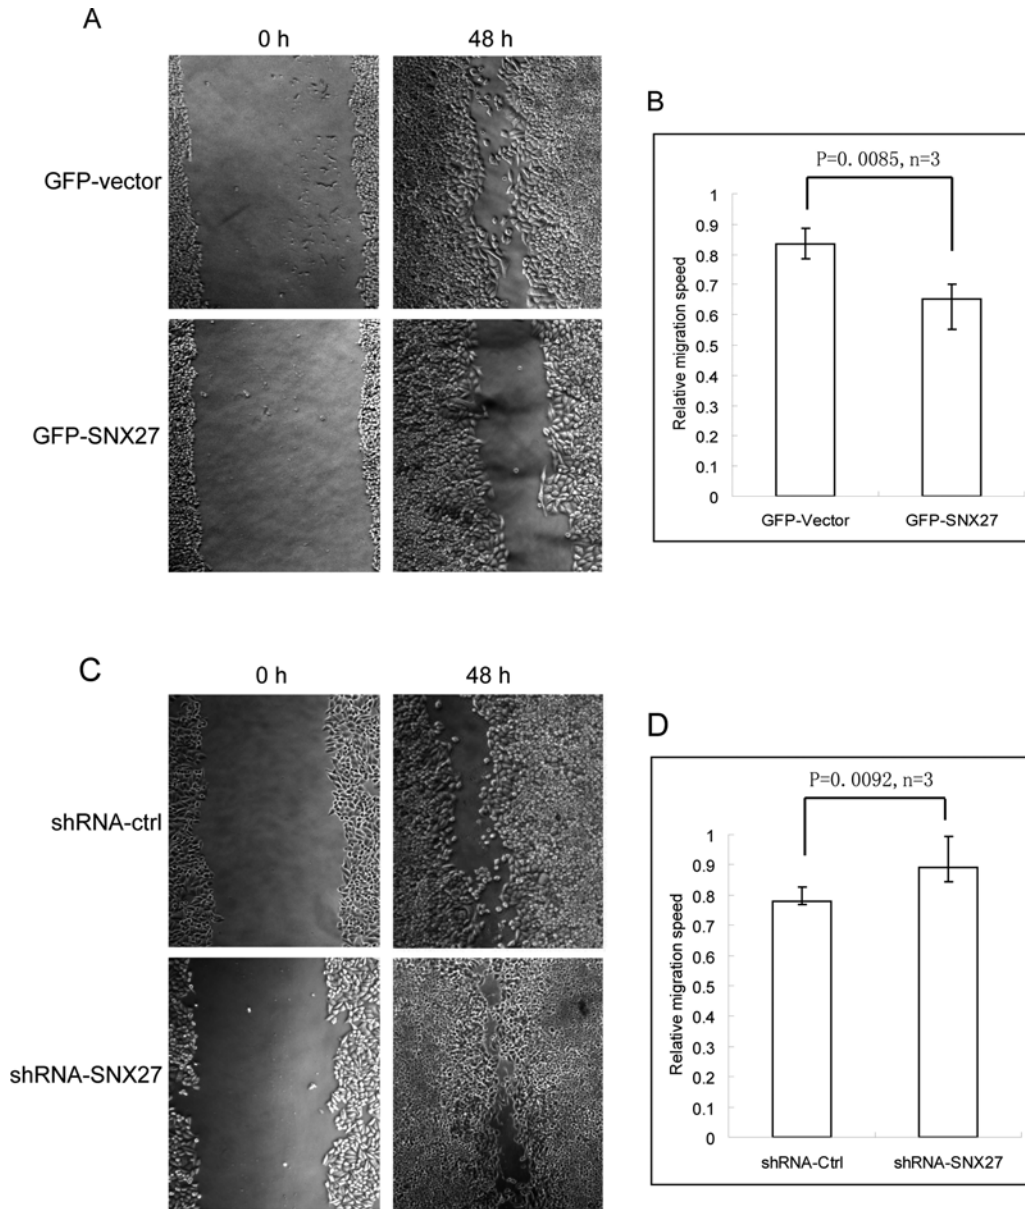 A
0 h 48 h
GFP-vector
GFP-SNX27
B
P=0.0085, n=3
1
0.9
0.8
0.7
0.6
0.5
0.4
0.3
0.2
0.1
0
Relative migration speed
GFP-Vector GFP-SNX27
C
0 h 48 h
shRNA-ctrl
shRNA-SNX27
D
P=0.0092, n=3
1
0.9
0.8
0.7
0.6
0.5
0.4
0.3
0.2
0.1
0
Relative migration speed
shRNA-Ctrl shRNA-SNX27